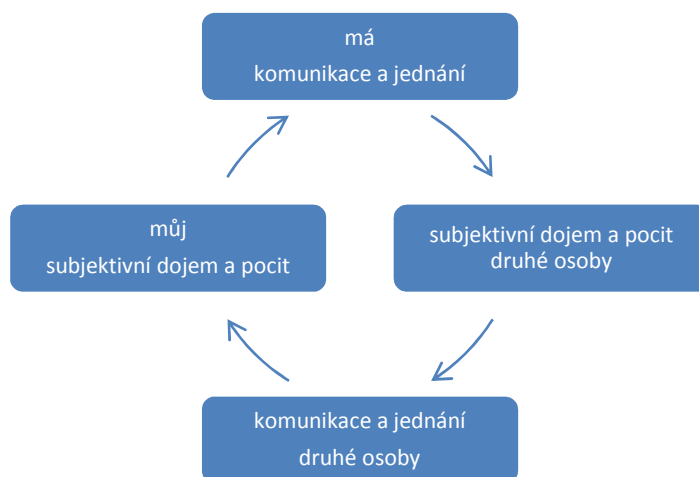 má
komunikace a jednání
můj
subjektivní dojem a pocit
subjektivní dojem a pocit
druhé osoby
komunikace a jednání
druhé osoby